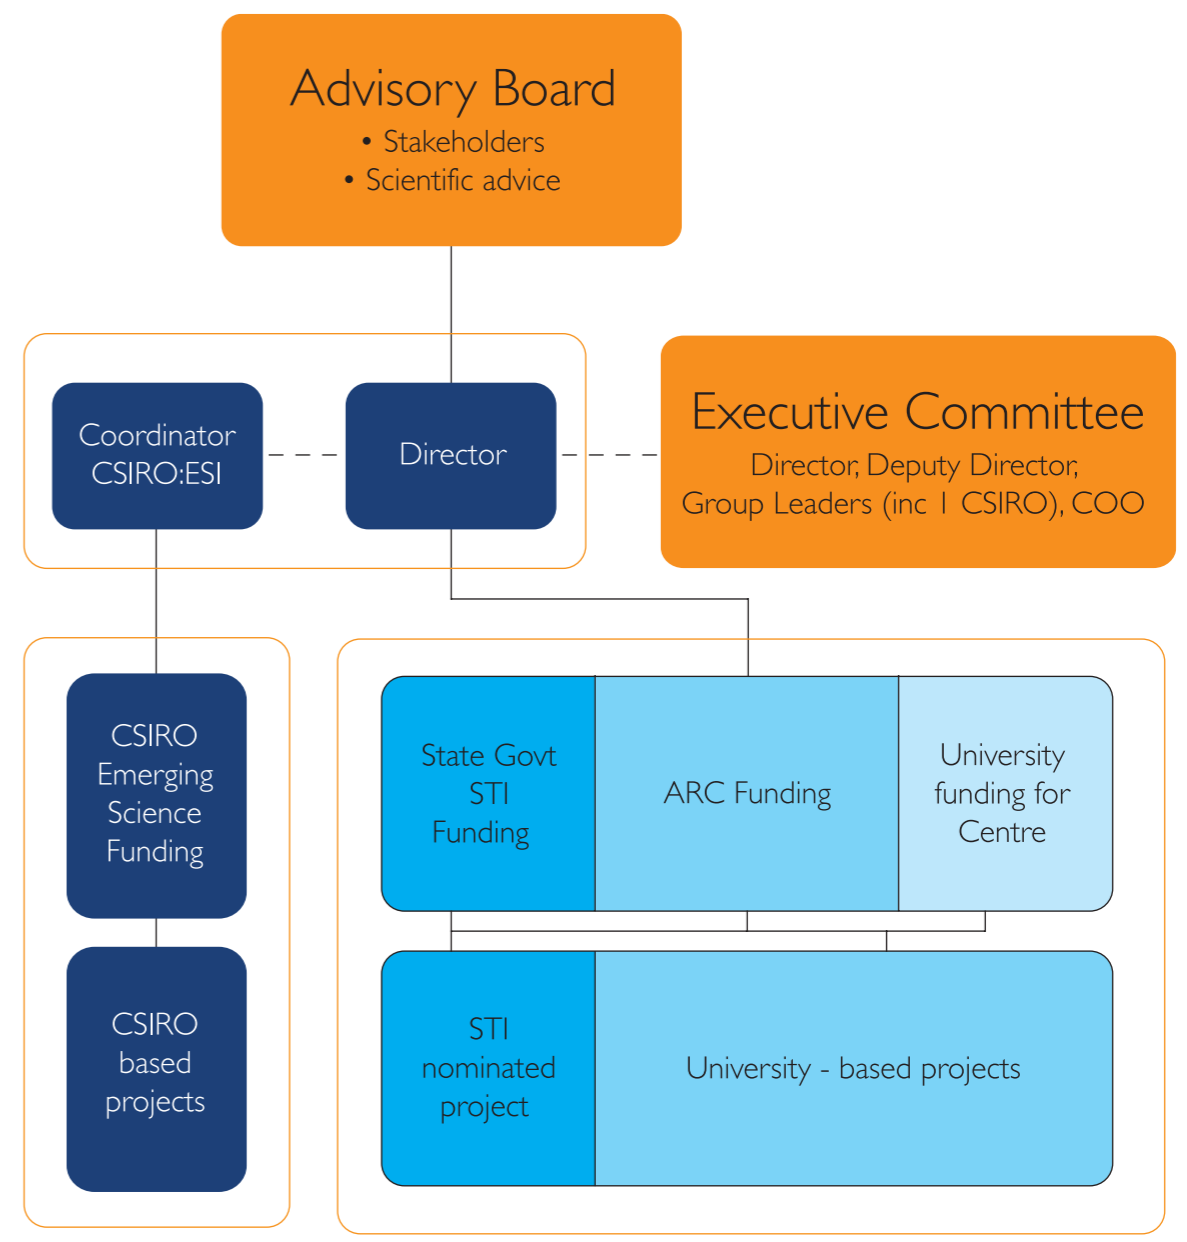 Advisory Board
• Stakeholders
• Scientific advice
Coordinator
CSIRO:ESI
Director
Executive Committee
Director, Deputy Director,
Group Leaders (inc 1 CSIRO), COO
CSIRO
Emerging
Science
Funding
State Govt
STI
Funding
ARC Funding
University
funding for
Centre
CSIRO
based
projects
STI
nominated
project
University - based projects